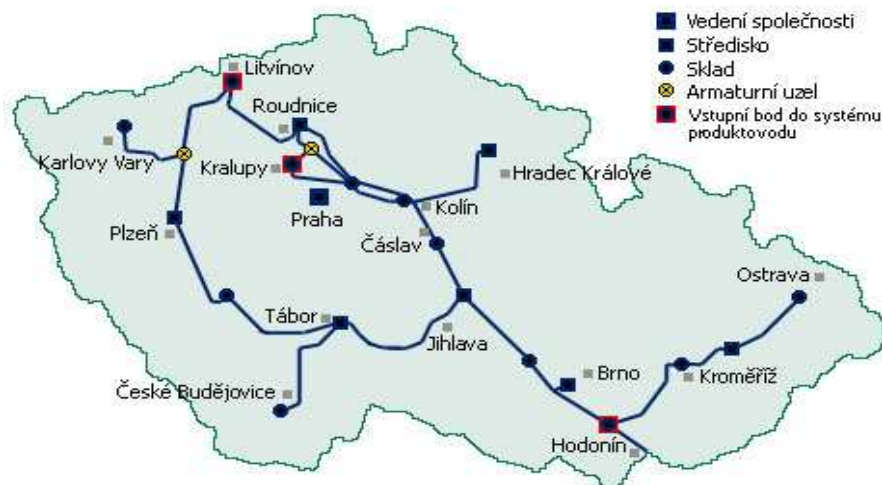 Vedení společnosti
Středisko
Sklad
Armaturní uzel
Vstupní bod do systému
produktovodu
Litvínov
Roudnice
Karlovy Vary
Kralupy
Hradec Králové
Praha
Kolín
Plzeň
Čáslav
Ostrava
Tábor
Jihlava
Brno
Kroměříž
České Budějovice
Hodonín